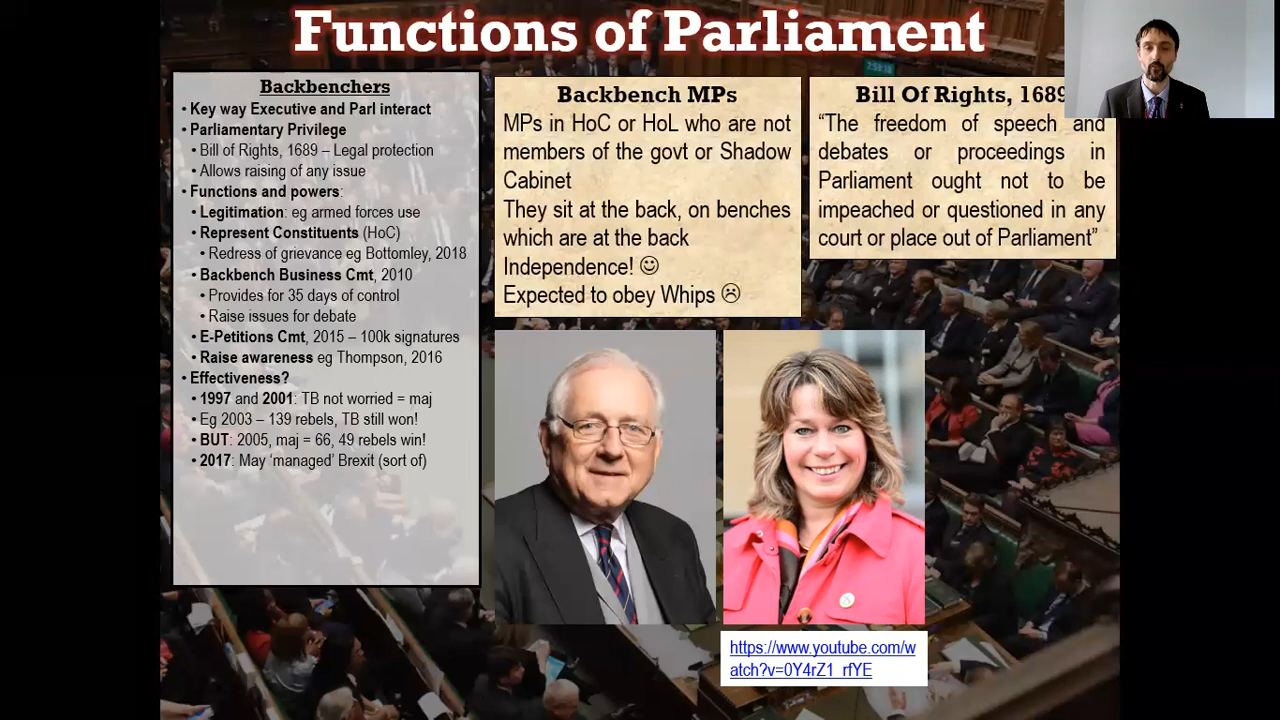 Functions of Parliament
Backbenchers
• Key way Executive and Parl interact
• Parliamentary Privilege
• Bill of Rights, 1689 – Legal protection
• Allows raising of any issue
• Functions and powers:
• Legitimation: eg armed forces use
• Represent Constituents (HoC)
• Redress of grievance eg Bottomley, 2018
• Backbench Business Cmt, 2010
• Provides for 35 days of control
• Raise issues for debate
• E-Petitions Cmt, 2015 – 100k signatures
• Raise awareness eg Thompson, 2016
• Effectiveness?
• 1997 and 2001: TB not worried = maj
• Eg 2003 – 139 rebels, TB still won!
• BUT: 2005, maj = 66, 49 rebels win!
• 2017: May ‘managed’ Brexit (sort of)
Backbench MPs
MPs in HoC or HoL who are not
members of the govt or Shadow
Cabinet
They sit at the back, on benches
which are at the back
Independence! ☺
Expected to obey Whips ☹
Bill Of Rights, 1689
“The freedom of speech and
debates or proceedings in
Parliament ought not to be
impeached or questioned in any
court or place out of Parliament”
https://www.youtube.com/w
atch?v=0Y4rZ1_rfYE